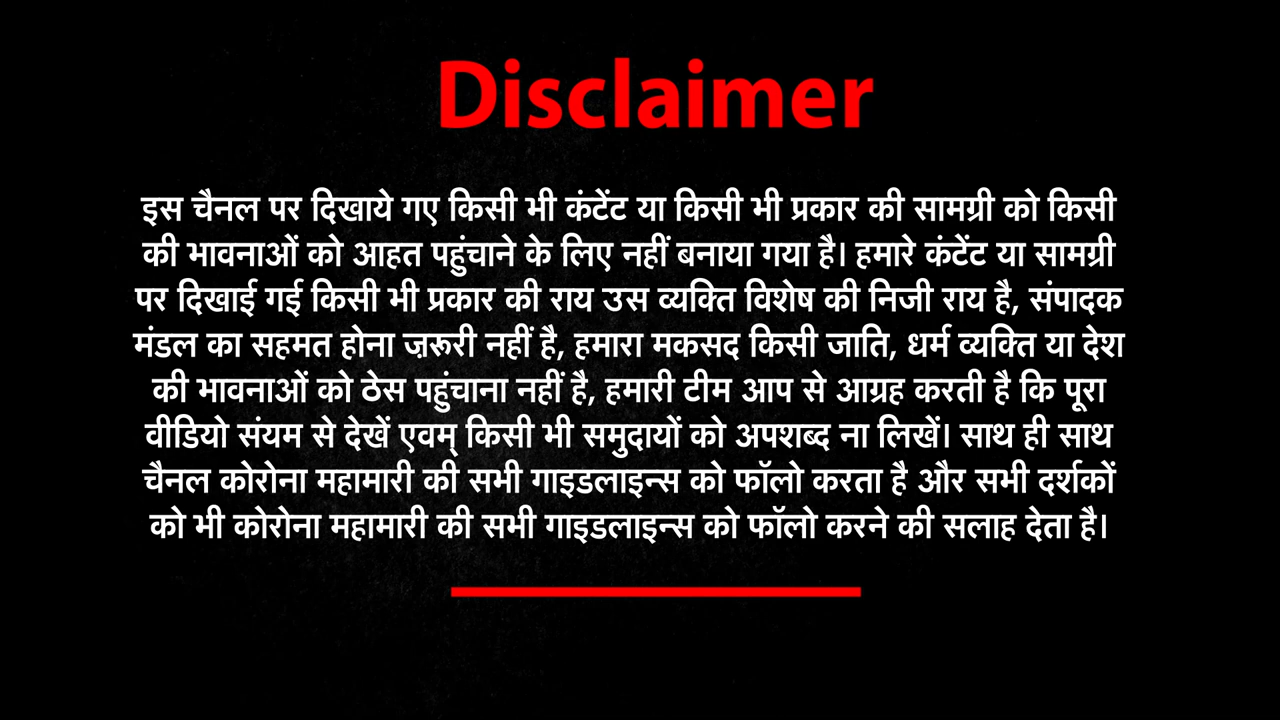 Disclaimer
इस चैनल पर दिखाये गए किसी भी कंटेंट या किसी भी प्रकार की सामग्री को किसी
की भावनाओं को आहत पहुंचाने के लिए नहीं बनाया गया है। हमारे कंटेंट या सामग्री
पर दिखाई गई किसी भी प्रकार की राय उस व्यक्ति विशेष की निजी राय है, संपादक
मंडल का सहमत होना ज़रूरी नहीं है, हमारा मकसद किसी जाति, धर्म व्यक्ति या देश
की भावनाओं को ठेस पहुंचाना नहीं है, हमारी टीम आप से आग्रह करती है कि पूरा
वीडियो संयम से देखें एवम् किसी भी समुदायों को अपशब्द ना लिखें। साथ ही साथ
चैनल कोरोना महामारी की सभी गाइडलाइन्स को फॉलो करता है और सभी दर्शकों
को भी कोरोना महामारी की सभी गाइडलाइन्स को फॉलो करने की सलाह देता है।